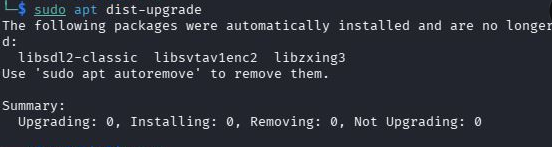 └─$ sudo apt dist-upgrade
The following packages were automatically installed and are no longer
d:
  libsdl2-classic  libsvtav1enc2  libzxing3
Use 'sudo apt autoremove' to remove them.

Summary:
  Upgrading: 0, Installing: 0, Removing: 0, Not Upgrading: 0